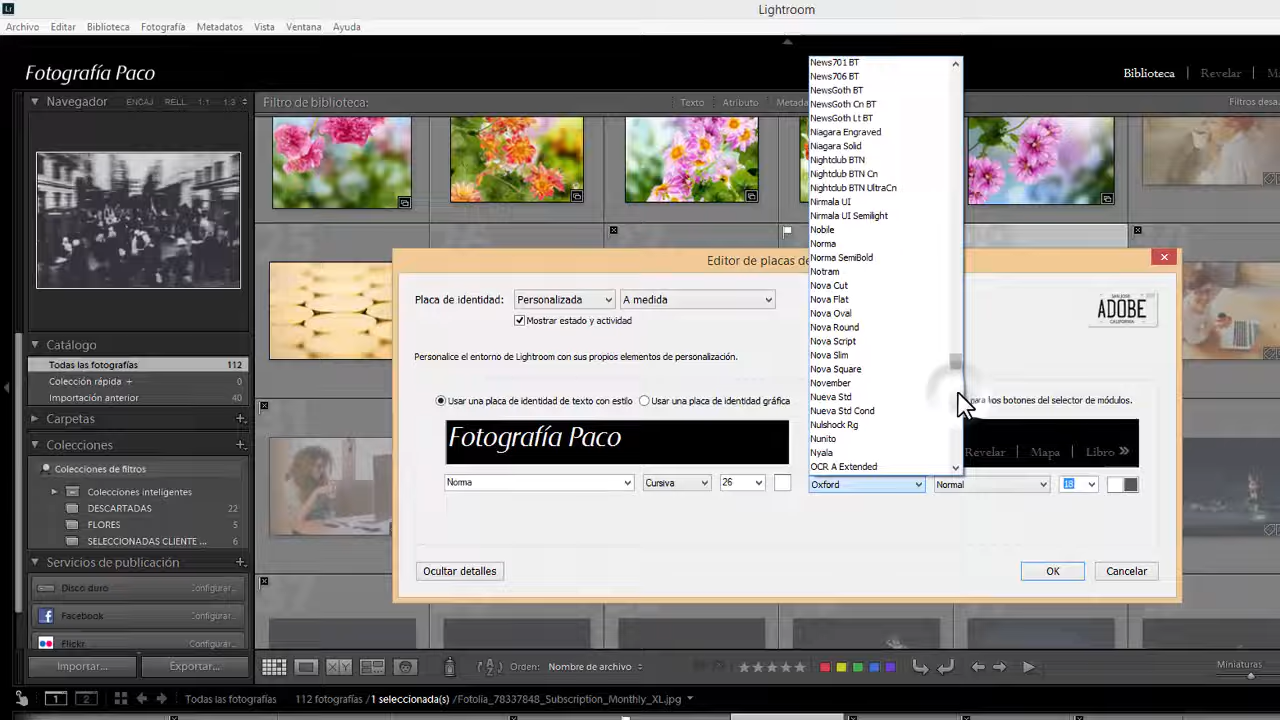 Lr
Lightroom
Archivo Editar Biblioteca Fotografía Metadatos Vista Ventana Ayuda
Fotografía Paco
Biblioteca | Revelar |
Navegador ENCAJ RELL. 1:1 1:3
Filtro de biblioteca:
Texto Atributo
News701 BT
News706 BT
NewsGoth BT
NewsGoth Cn BT
NewsGoth Lt BT
Niagara Engraved
Niagara Solid
Nightclub BTN
Nightclub BTN Cn
Nightclub BTN UltraCn
Nirmala UI
Nirmala UI Semilight
Nobile
Norma
Norma SemiBold
Notram
Nova Cut
Nova Flat
Nova Oval
Nova Round
Nova Script
Nova Slim
Nova Square
November
Nueva Std
Nueva Std Cond
Nulshock Rg
Nunito
Nyala
OCR A Extended
Editor de placas de
Placa de identidad: Personalizada A medida
Mostrar estado y actividad
ADOBE
Personalice el entorno de Lightroom con sus propios elementos de personalización.
Usar una placa de identidad de texto con estilo Usar una placa de identidad gráfica
para los botones del selector de módulos.
Fotografía Paco
Revelar | Mapa | Libro
Norma Cursiva 26
Oxford Normal 18
Ocultar detalles OK Cancelar
Catálogo
Todas las fotografías 112
Colección rápida + 0
Importación anterior 40
Carpetas
Colecciones
Colecciones de filtros
Colecciones inteligentes
DESCARTADAS 22
FLORES 5
SELECCIONADAS CLIENTE ... 9
Servicios de publicación
Disco duro Configurar...
Facebook Configurar...
Flickr Configurar...
Importar... Exportar...
XY
Orden: Nombre de archivo
Miniaturas
1 2 Todas las fotografías 112 fotografías / 1 seleccionada(s) /Fotolia_78337848_Subscription_Monthly_XL.jpg